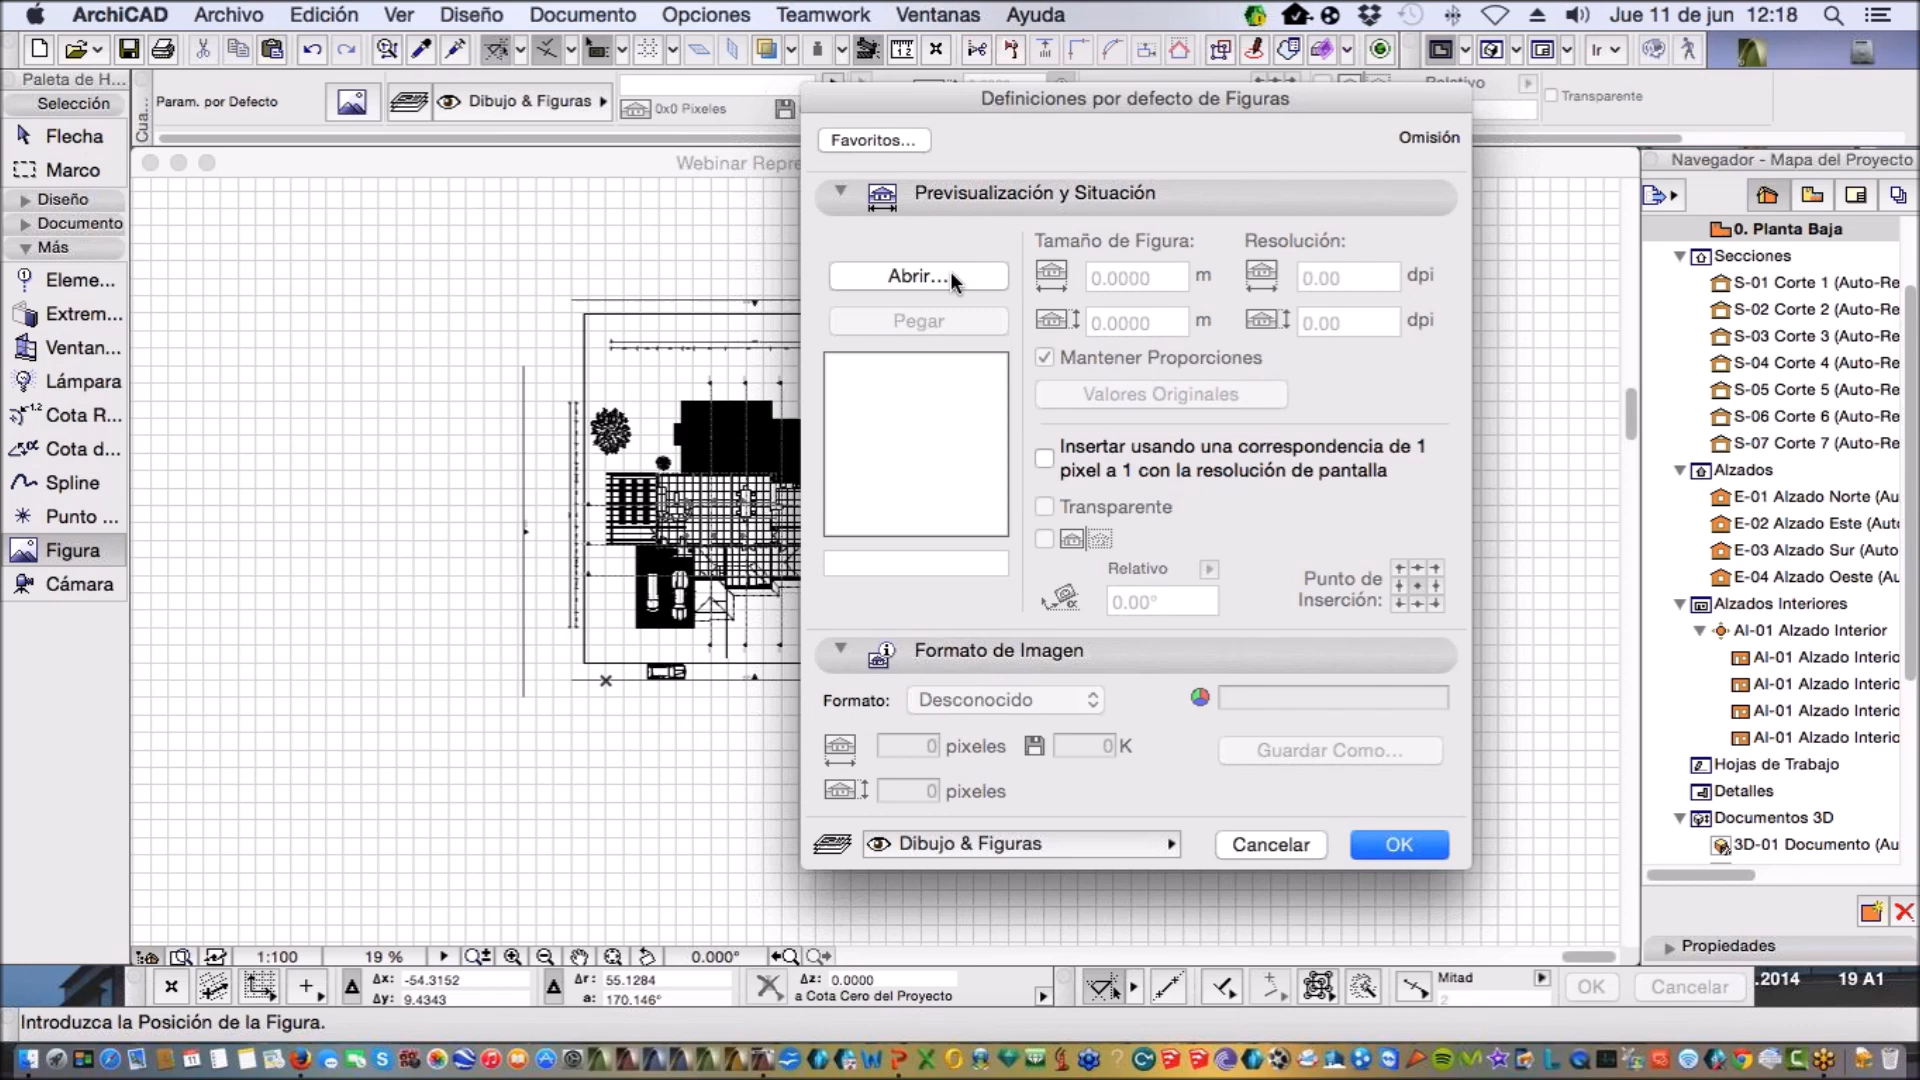 ArchiCAD Archivo Edición Ver Diseño Documento Opciones Teamwork Ventanas Ayuda Jue 11 de jun 12:18
Ir
Paleta de H...
Selección
Flecha
Marco
Diseño
Documento
Más
Eleme...
Extrem...
Ventan...
Lámpara
Cota R...
Cota d...
Spline
Punto ...
Figura
Cámara
Cua...
Param. por Defecto
Dibujo & Figuras
0x0 Pixeles
Relativo
Transparente
Webinar Repre
Definiciones por defecto de Figuras
Favoritos...
Omisión
Previsualización y Situación
Abrir...
Pegar
Tamaño de Figura:
Resolución:
0.0000 m
0.00 dpi
0.0000 m
0.00 dpi
Mantener Proporciones
Valores Originales
Insertar usando una correspondencia de 1
pixel a 1 con la resolución de pantalla
Transparente
Relativo
0.00°
Punto de
Inserción:
Formato de Imagen
Formato: Desconocido
0 pixeles
0 K
Guardar Como...
0 pixeles
Dibujo & Figuras
Cancelar
OK
Navegador - Mapa del Proyecto
0. Planta Baja
Secciones
S-01 Corte 1 (Auto-Re
S-02 Corte 2 (Auto-Re
S-03 Corte 3 (Auto-Re
S-04 Corte 4 (Auto-Re
S-05 Corte 5 (Auto-Re
S-06 Corte 6 (Auto-Re
S-07 Corte 7 (Auto-Re
Alzados
E-01 Alzado Norte (Au
E-02 Alzado Este (Aut
E-03 Alzado Sur (Auto
E-04 Alzado Oeste (Au
Alzados Interiores
AI-01 Alzado Interior
AI-01 Alzado Interio
AI-01 Alzado Interio
AI-01 Alzado Interio
AI-01 Alzado Interio
Hojas de Trabajo
Detalles
Documentos 3D
3D-01 Documento (Au
Propiedades
1:100
19 %
0.000°
Δx: -54.3152
Δy: 9.4343
Δr: 55.1284
a: 170.146°
Δz: 0.0000
a Cota Cero del Proyecto
Mitad
2
OK
Cancelar
.2014
19 A1
Introduzca la Posición de la Figura.